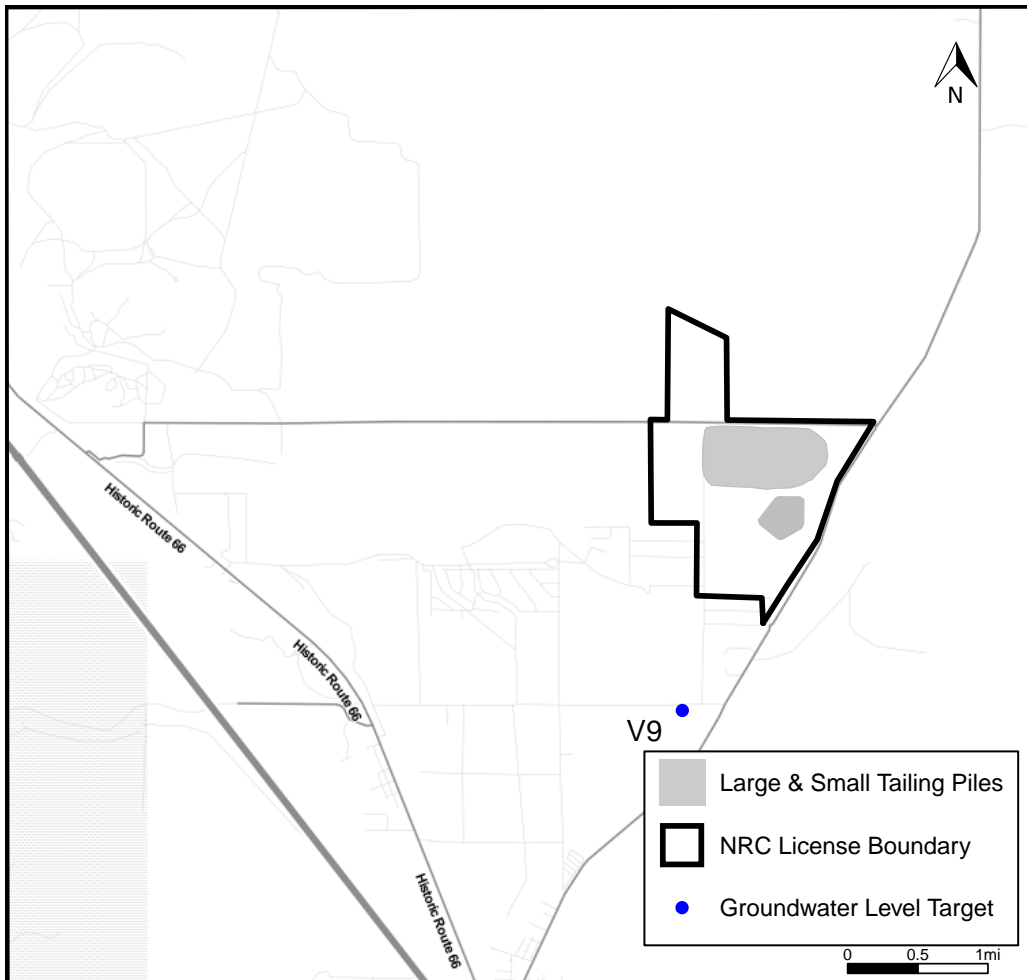 N
Historic Route 66
Historic Route 66
V9
Large & Small Tailing Piles
NRC License Boundary
Historic Route 66
Groundwater Level Target
0 0.5 1mi